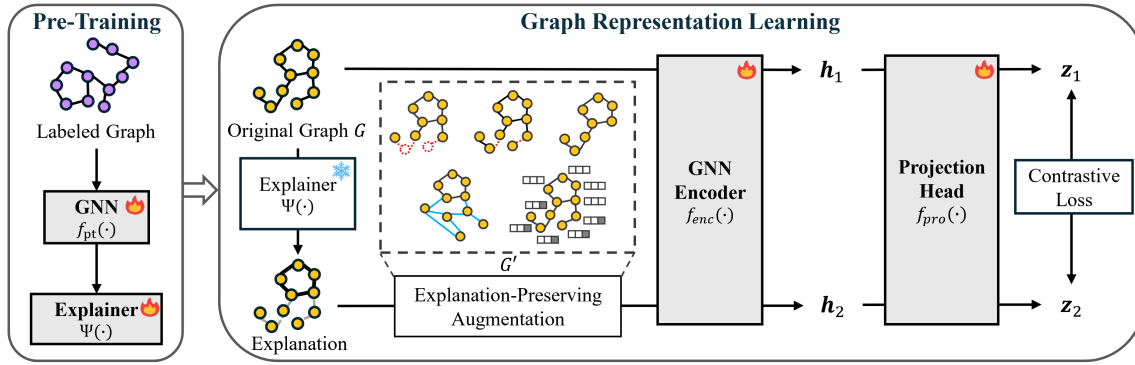 Pre-Training
Labeled Graph
GNN
f_pt(·)
Explainer
Ψ(·)
Graph Representation Learning
Original Graph G
Explainer
Ψ(·)
Explanation
G′
Explanation-Preserving
Augmentation
GNN
Encoder
f_enc(·)
h_1
h_2
Projection
Head
f_pro(·)
z_1
Contrastive
Loss
z_2